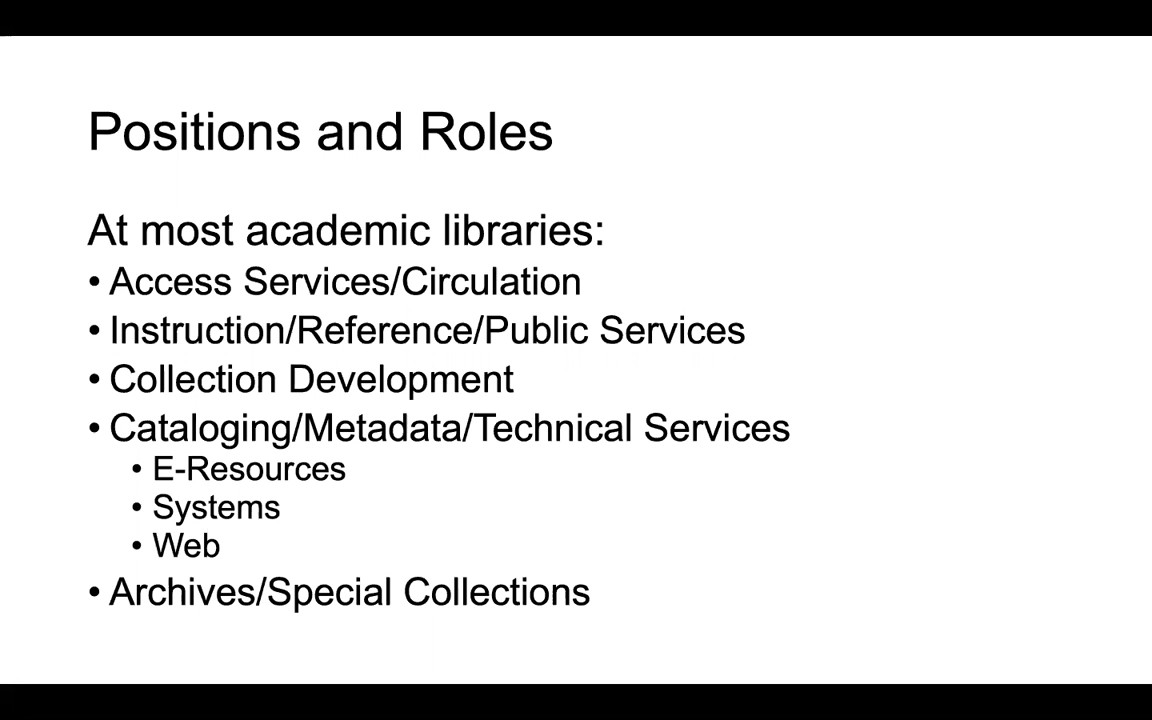 Positions and Roles
At most academic libraries:
• Access Services/Circulation
• Instruction/Reference/Public Services
• Collection Development
• Cataloging/Metadata/Technical Services
• E-Resources
• Systems
• Web
• Archives/Special Collections